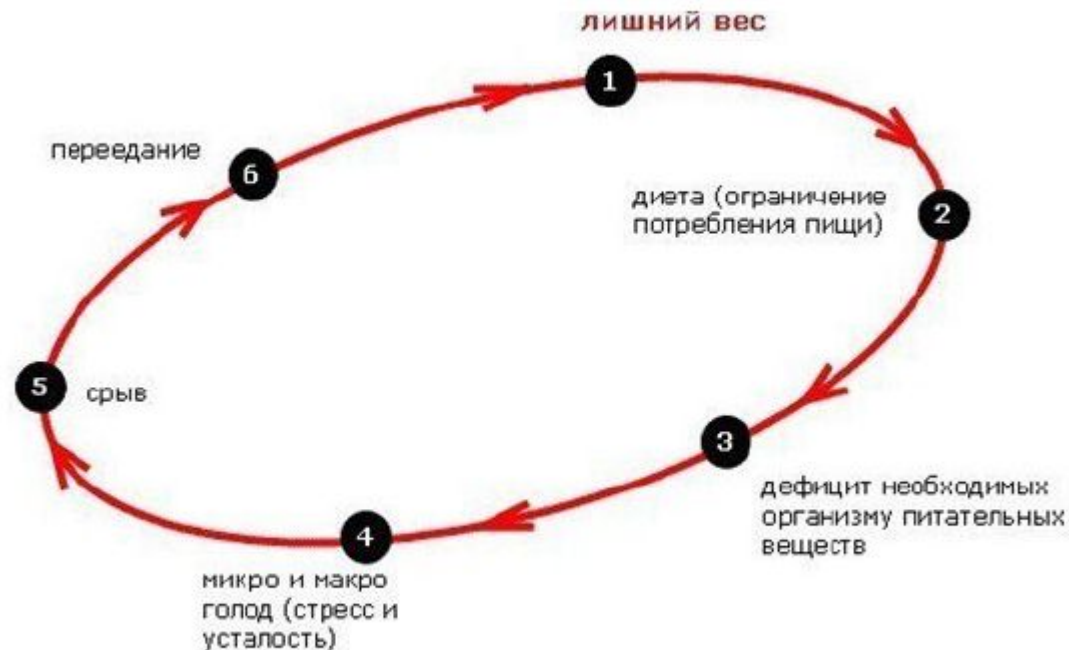 лишний вес
1
2
диета (ограничение
потребления пищи)
3
дефицит необходимых
организму питательных
веществ
4
микро и макро
голод (стресс и
усталость)
5
срыв
6
переедание